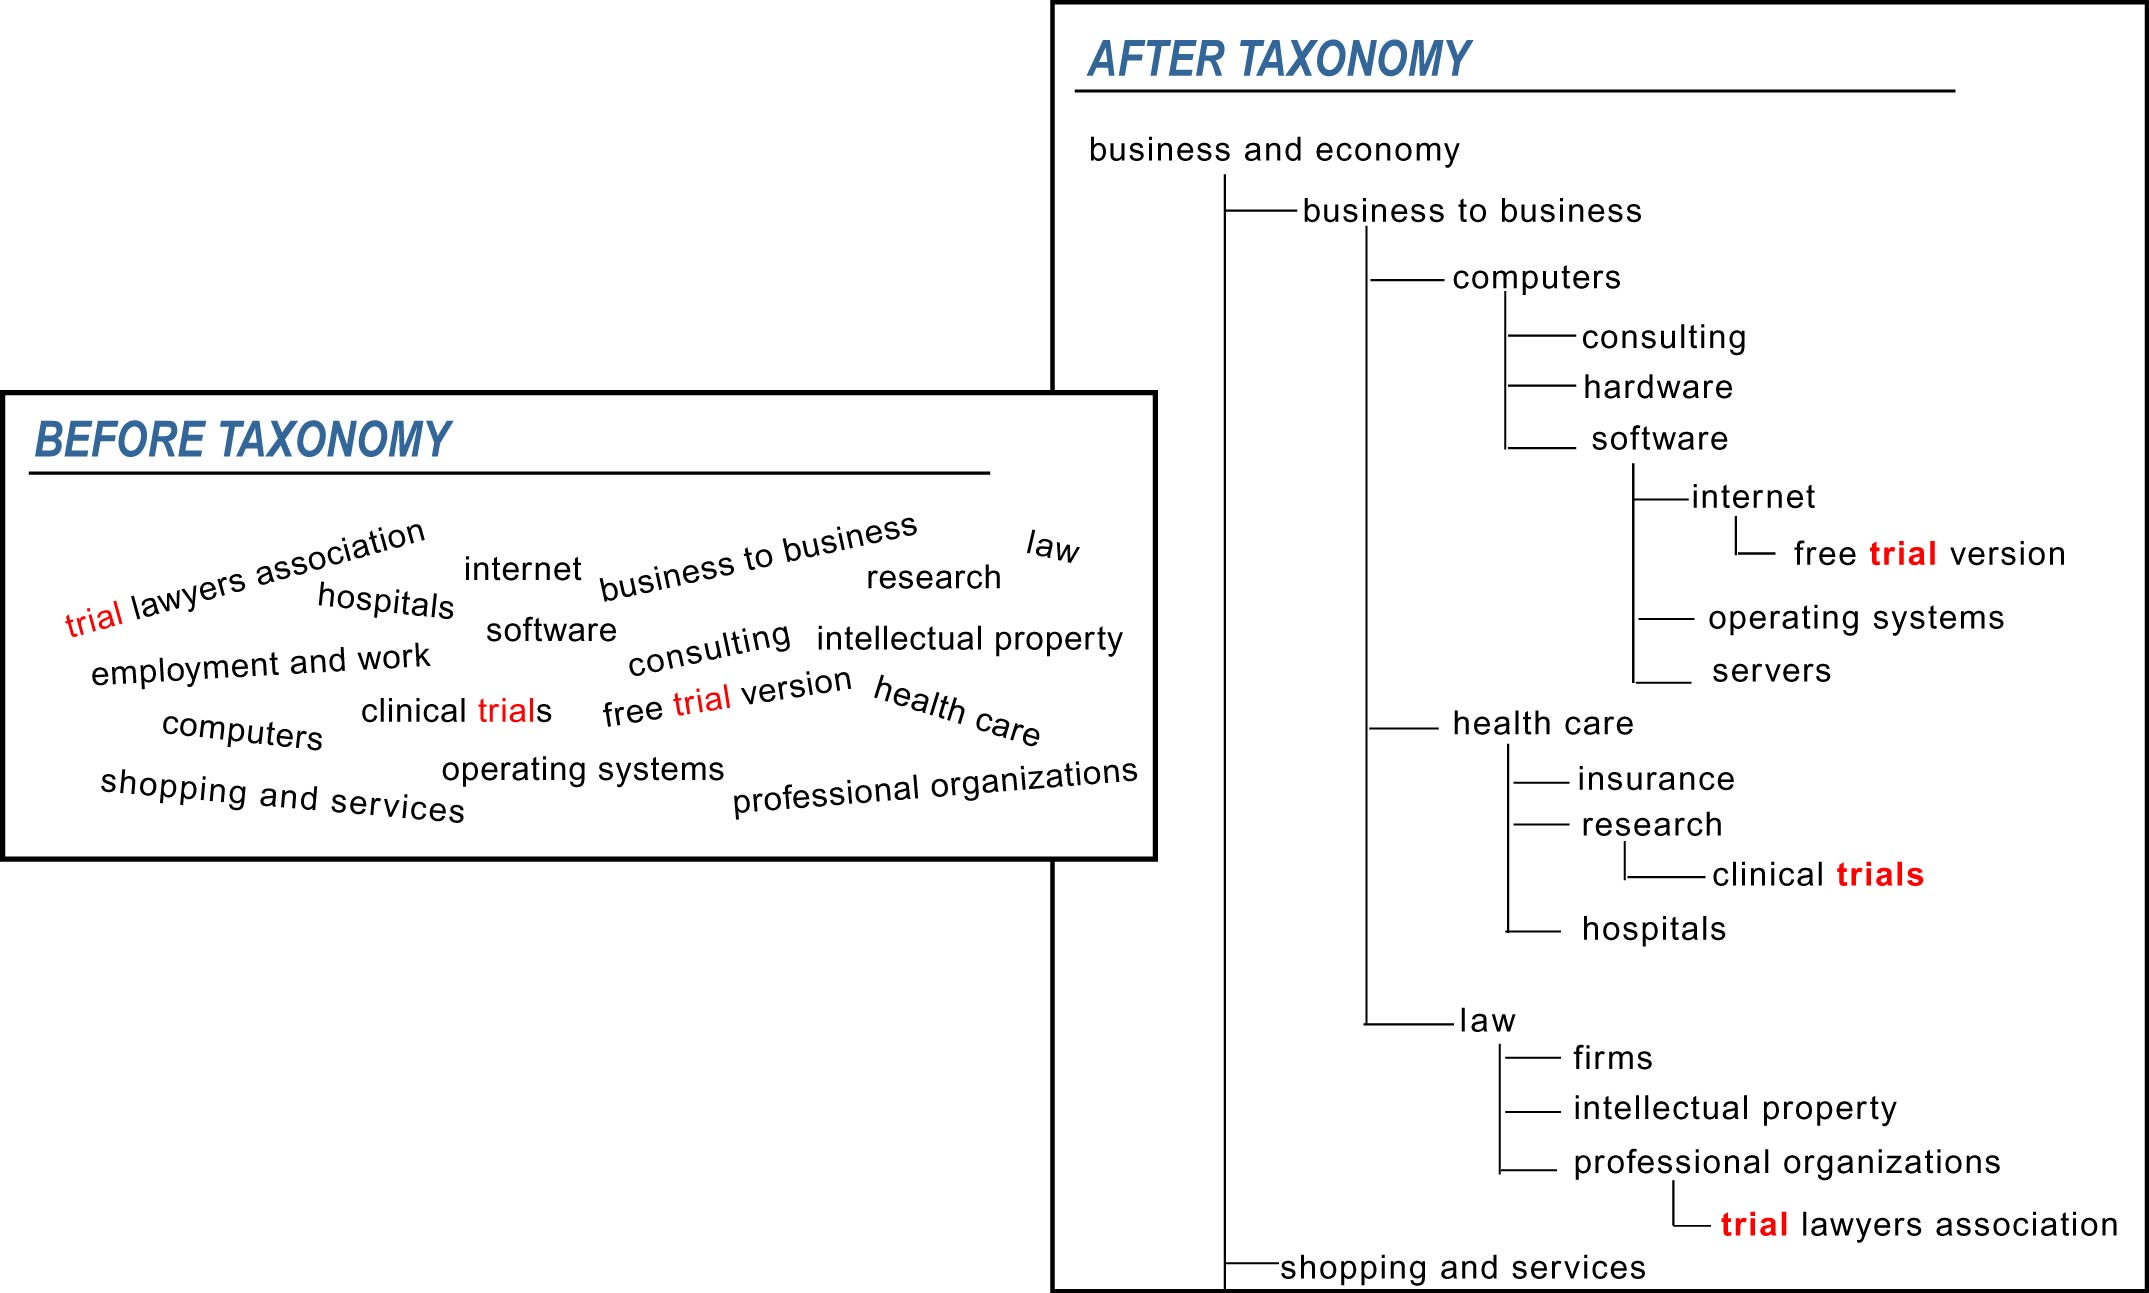 AFTER TAXONOMY
business and economy
business to business
computers
consulting
hardware
software
internet
free trial version
operating systems
servers
health care
insurance
research
clinical trials
hospitals
law
firms
intellectual property
professional organizations
trial lawyers association
shopping and services
BEFORE TAXONOMY
trial lawyers association
internet
business to business
law
hospitals
research
software
consulting
intellectual property
employment and work
clinical trials
free trial version
health care
computers
operating systems
shopping and services
professional organizations